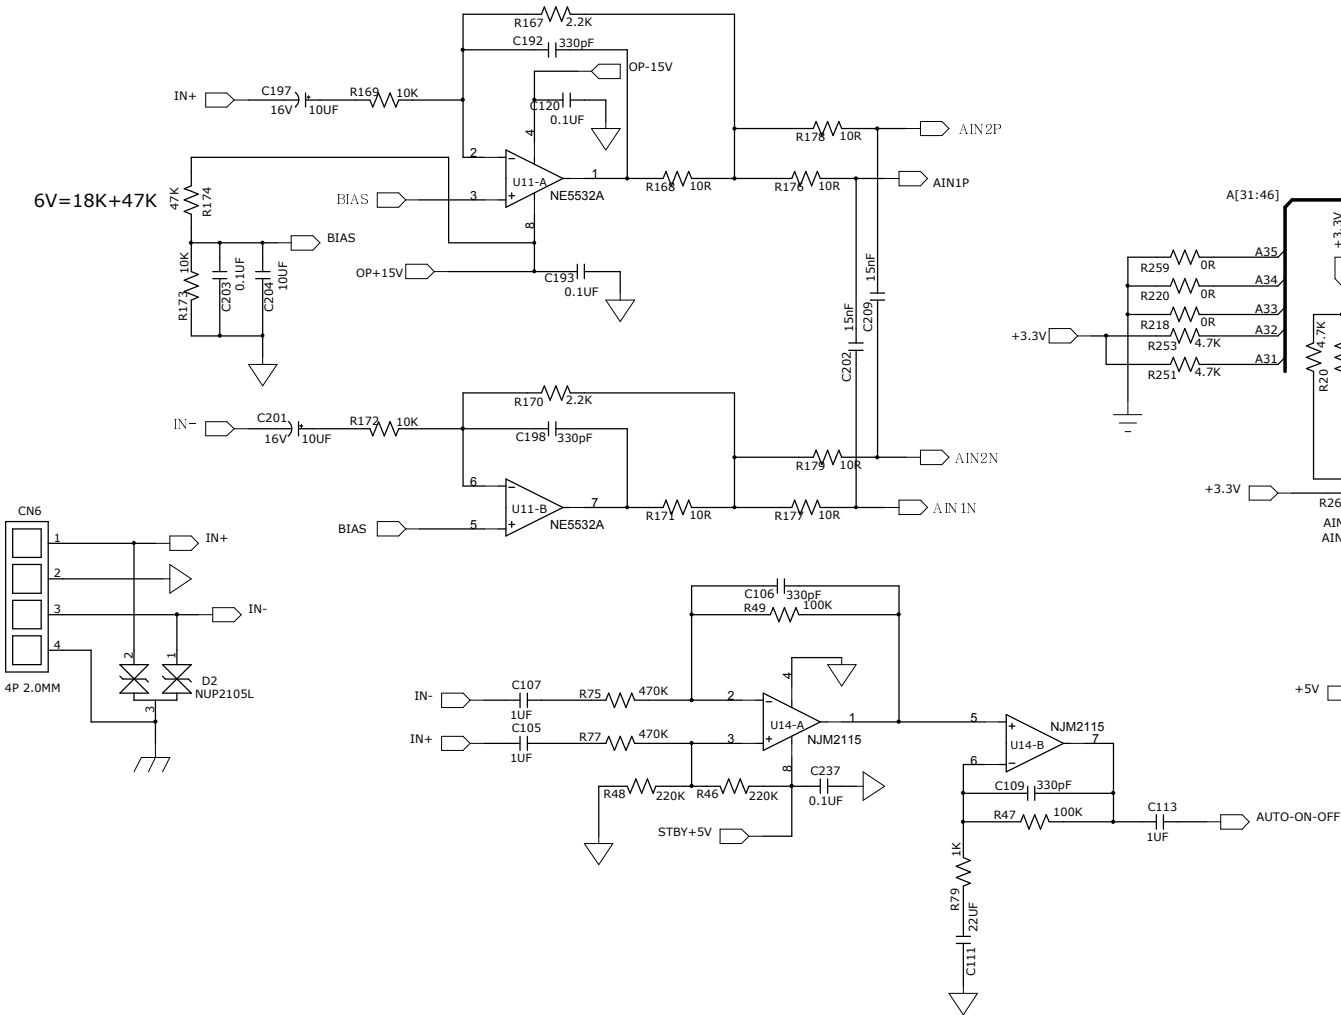 R167 2.2K
C192 330pF
OP-15V
IN+
C197
16V 10UF
R169 10K
C120
0.1UF
4
2
U11-A
1
NE5532A
3
8
BIAS
R168 10R
R178 10R
AIN2P
R176 10R
AIN1P
6V=18K+47K
47K
R174
BIAS
10K
R173
C203
0.1UF
C204
10UF
OP+15V
C193
0.1UF
15nF
C209
15nF
C202
A[31:46]
+3.3V
R259 0R A35
R220 0R A34
R218 0R A33
+3.3V
R253 4.7K A32
R251 4.7K A31
4.7K
R20
R170 2.2K
IN-
C201
16V 10UF
R172 10K
C198 330pF
6
U11-B
7
NE5532A
5
BIAS
R171 10R
R179 10R
AIN2N
R177 10R
AIN1N
+3.3V
R26
AIN
AIN
CN6
1
IN+
2
3
IN-
4
4P 2.0MM
2
1
D2
NUP2105L
3
C106 330pF
R49 100K
4
IN-
C107
1UF
R75 470K
2
U14-A
1
NJM2115
IN+
C105
1UF
R77 470K
3
8
R48 220K
R46 220K
C237
0.1UF
STBY+5V
5
U14-B
NJM2115
7
6
C109 330pF
R47 100K
C113
1UF
AUTO-ON-OFF
1K
R79
22UF
C111
+5V